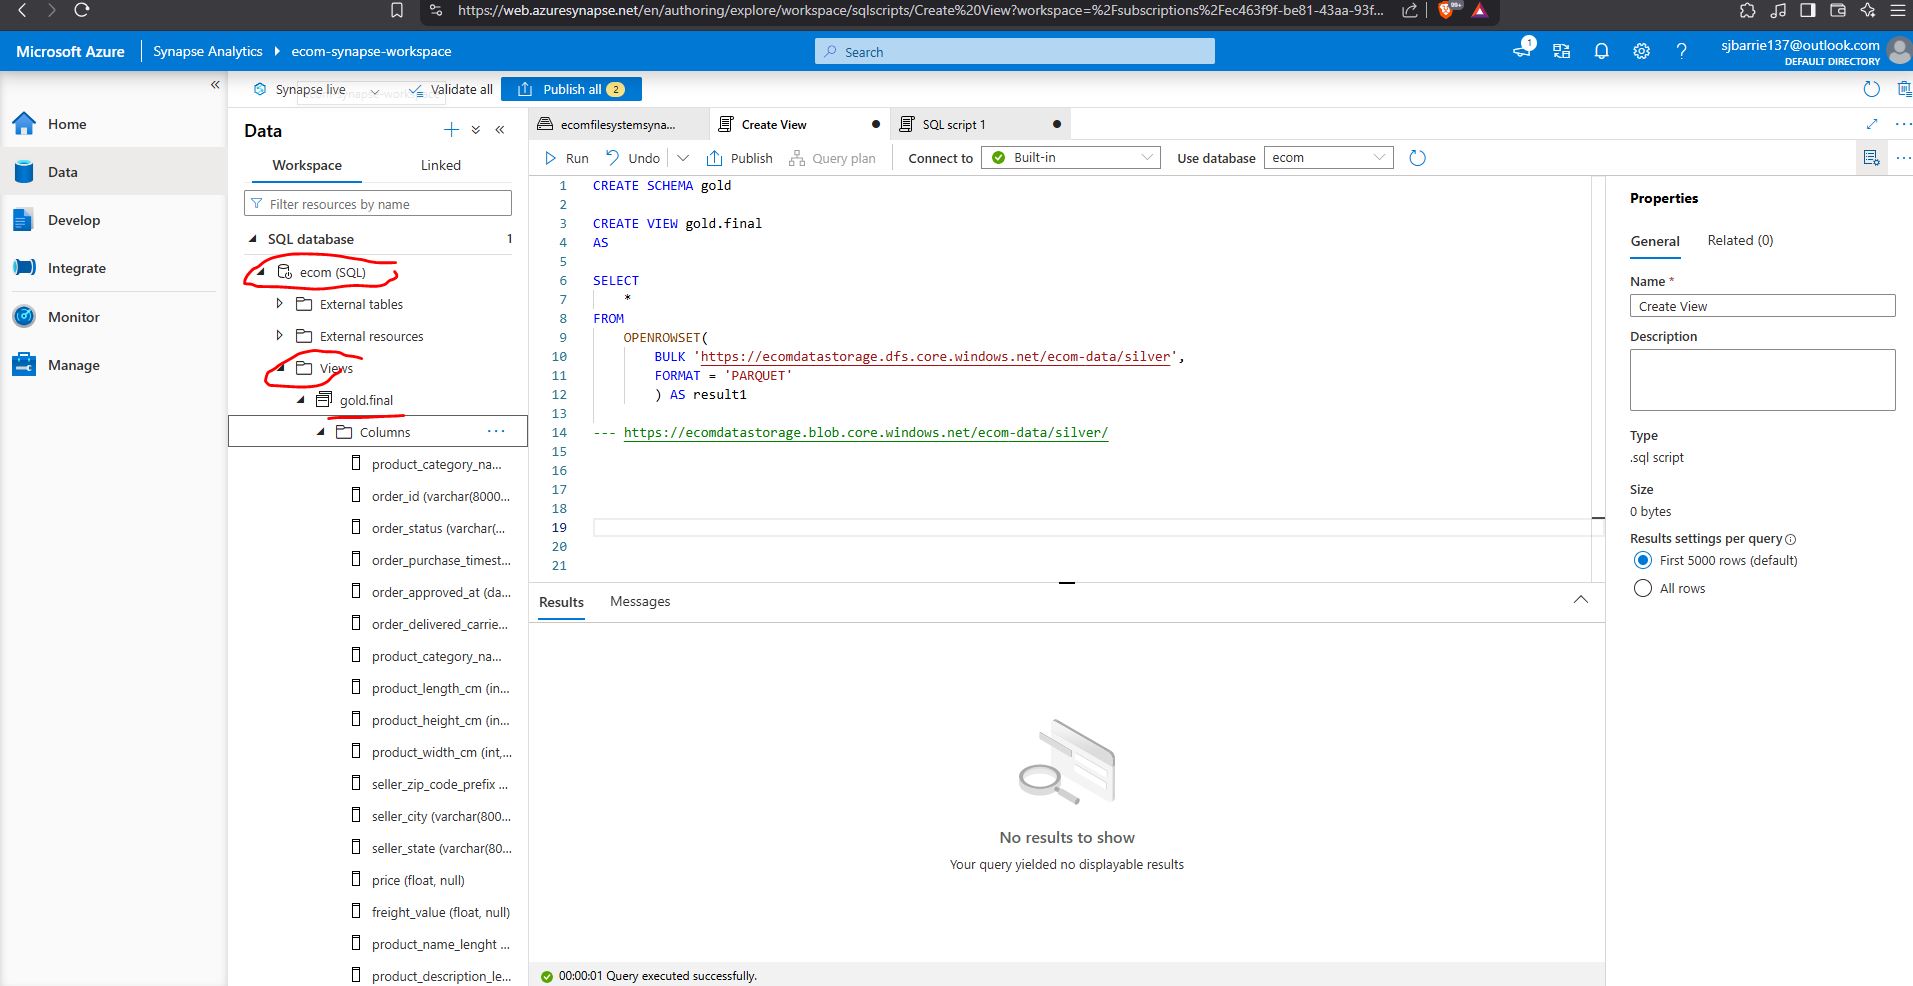 https://web.azuresynapse.net/en/authoring/explore/workspace/sqlscripts/Create%20View?workspace=%2Fsubscriptions%2Fec463f9f-be81-43aa-93f...
Microsoft Azure
Synapse Analytics
ecom-synapse-workspace
Search
1
?
sjbarrie137@outlook.com
DEFAULT DIRECTORY
Synapse live
Validate all
Publish all 2
Home
Data
Develop
Integrate
Monitor
Manage
Data
Workspace
Linked
Filter resources by name
SQL database 1
ecom (SQL)
External tables
External resources
Views
gold.final
Columns
product_category_na...
order_id (varchar(8000...
order_status (varchar(...
order_purchase_timest...
order_approved_at (da...
order_delivered_carrie...
product_category_na...
product_length_cm (in...
product_height_cm (in...
product_width_cm (int,...
seller_zip_code_prefix ...
seller_city (varchar(800...
seller_state (varchar(80...
price (float, null)
freight_value (float, null)
product_name_lenght ...
product_description_le...
ecomfilesystemsyna...
Create View
SQL script 1
Run
Undo
Publish
Query plan
Connect to
Built-in
Use database
ecom
1 CREATE SCHEMA gold
2
3 CREATE VIEW gold.final
4 AS
5
6 SELECT
7 *
8 FROM
9 OPENROWSET(
10 BULK 'https://ecomdatastorage.dfs.core.windows.net/ecom-data/silver',
11 FORMAT = 'PARQUET'
12 ) AS result1
13
14 --- https://ecomdatastorage.blob.core.windows.net/ecom-data/silver/
15
16
17
18
19
20
21
Results
Messages
No results to show
Your query yielded no displayable results
00:00:01 Query executed successfully.
Properties
General
Related (0)
Name *
Create View
Description
Type
.sql script
Size
0 bytes
Results settings per query
First 5000 rows (default)
All rows